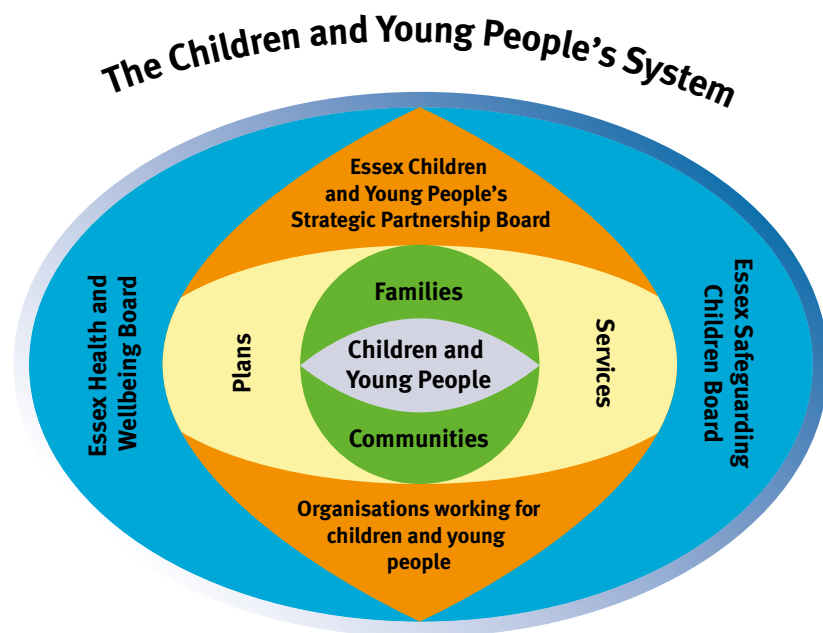 The Children and Young People's System
Essex Children
and Young People's
Strategic Partnership Board
Essex Health and
Wellbeing Board
Plans
Families
Children and
Young People
Communities
Services
Essex Safeguarding
Children Board
Organisations working for
children and young
people